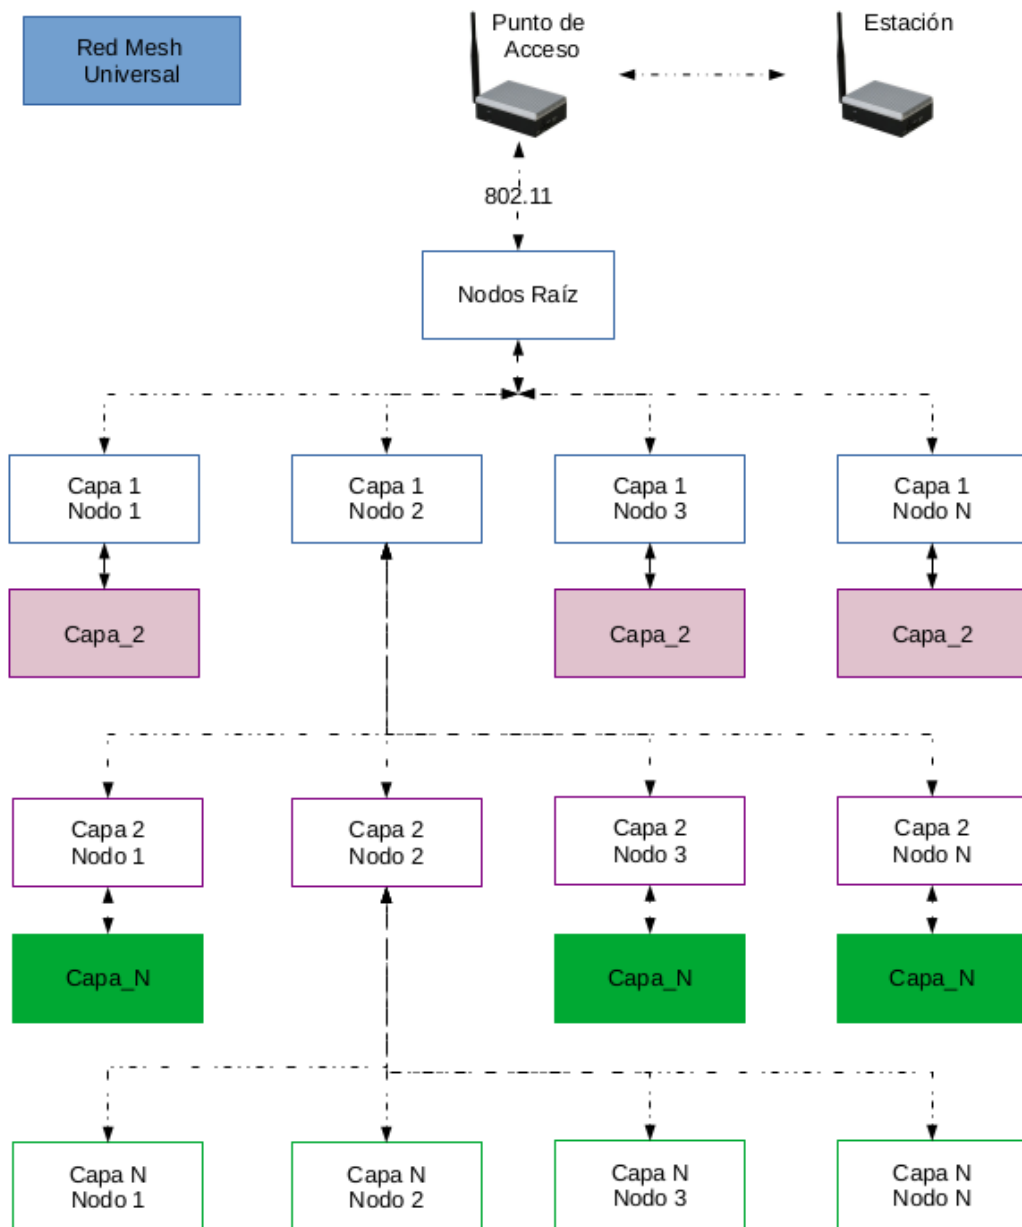 Red Mesh
Universal
Punto de
Acceso
Estación
802.11
Nodos Raíz
Capa 1
Nodo 1
Capa 1
Nodo 2
Capa 1
Nodo 3
Capa 1
Nodo N
Capa_2
Capa_2
Capa_2
Capa 2
Nodo 1
Capa 2
Nodo 2
Capa 2
Nodo 3
Capa 2
Nodo N
Capa_N
Capa_N
Capa_N
Capa N
Nodo 1
Capa N
Nodo 2
Capa N
Nodo 3
Capa N
Nodo N